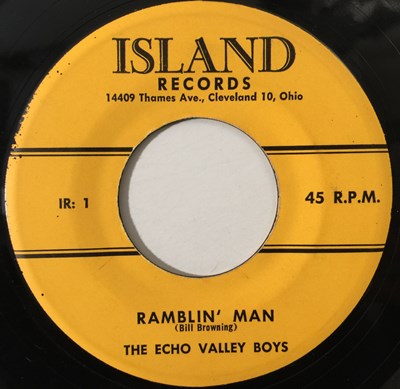 ISLAND
RECORDS
14409 Thames Ave., Cleveland 10, Ohio
IR: 1
45 R.P.M.
RAMBLIN' MAN
(Bill Browning)
THE ECHO VALLEY BOYS